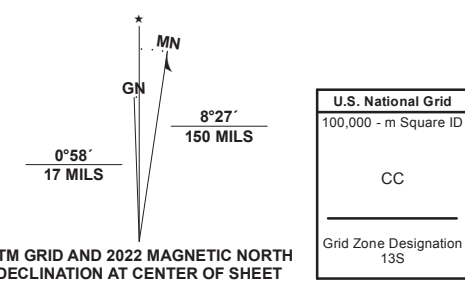 ★
MN
GN
8°27´
150 MILS
0°58´
17 MILS
TM GRID AND 2022 MAGNETIC NORTH
DECLINATION AT CENTER OF SHEET
U.S. National Grid
100,000 - m Square ID
CC
Grid Zone Designation
13S